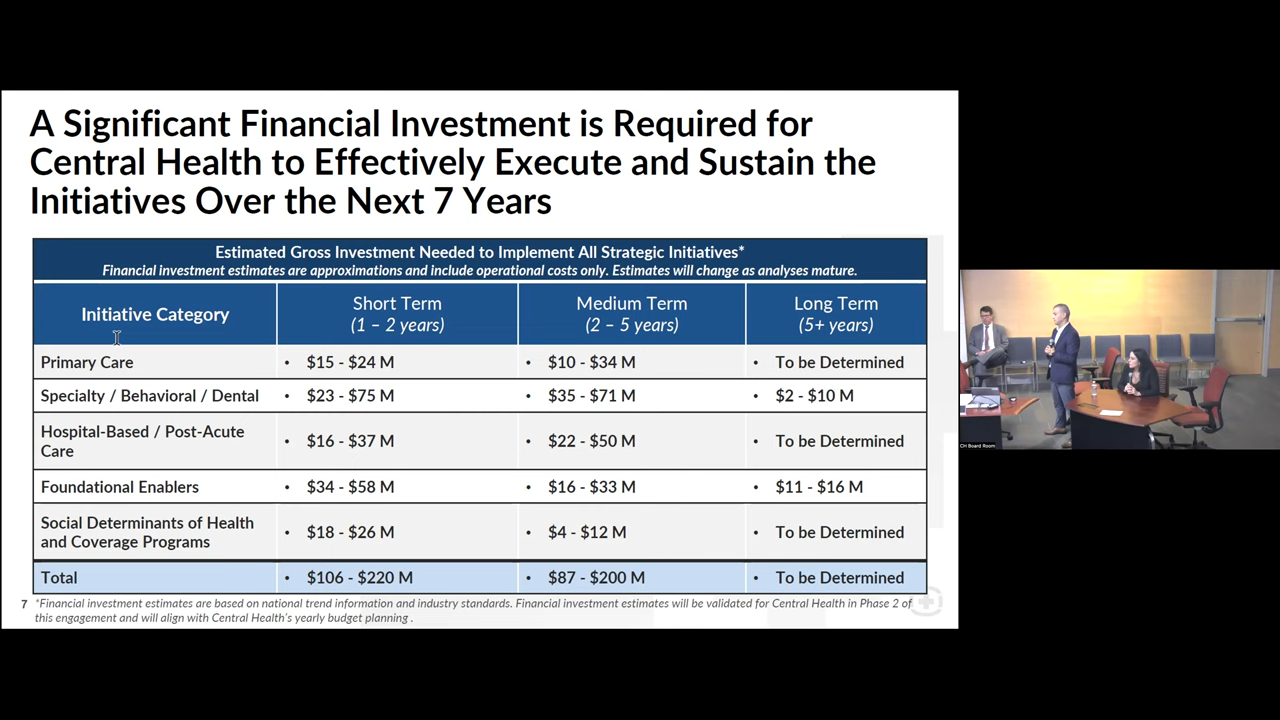 A Significant Financial Investment is Required for
Central Health to Effectively Execute and Sustain the
Initiatives Over the Next 7 Years
Estimated Gross Investment Needed to Implement All Strategic Initiatives*
Financial investment estimates are approximations and include operational costs only. Estimates will change as analyses mature.
Initiative Category
Short Term
(1 – 2 years)
Medium Term
(2 – 5 years)
Long Term
(5+ years)
Primary Care • $15 - $24 M • $10 - $34 M • To be Determined
Specialty / Behavioral / Dental • $23 - $75 M • $35 - $71 M • $2 - $10 M
Hospital-Based / Post-Acute
Care
• $16 - $37 M • $22 - $50 M • To be Determined
Foundational Enablers • $34 - $58 M • $16 - $33 M • $11 - $16 M
Social Determinants of Health
and Coverage Programs
• $18 - $26 M • $4 - $12 M • To be Determined
Total • $106 - $220 M • $87 - $200 M • To be Determined
7 *Financial investment estimates are based on national trend information and industry standards. Financial investment estimates will be validated for Central Health in Phase 2 of
this engagement and will align with Central Health's yearly budget planning .
CH Board Room